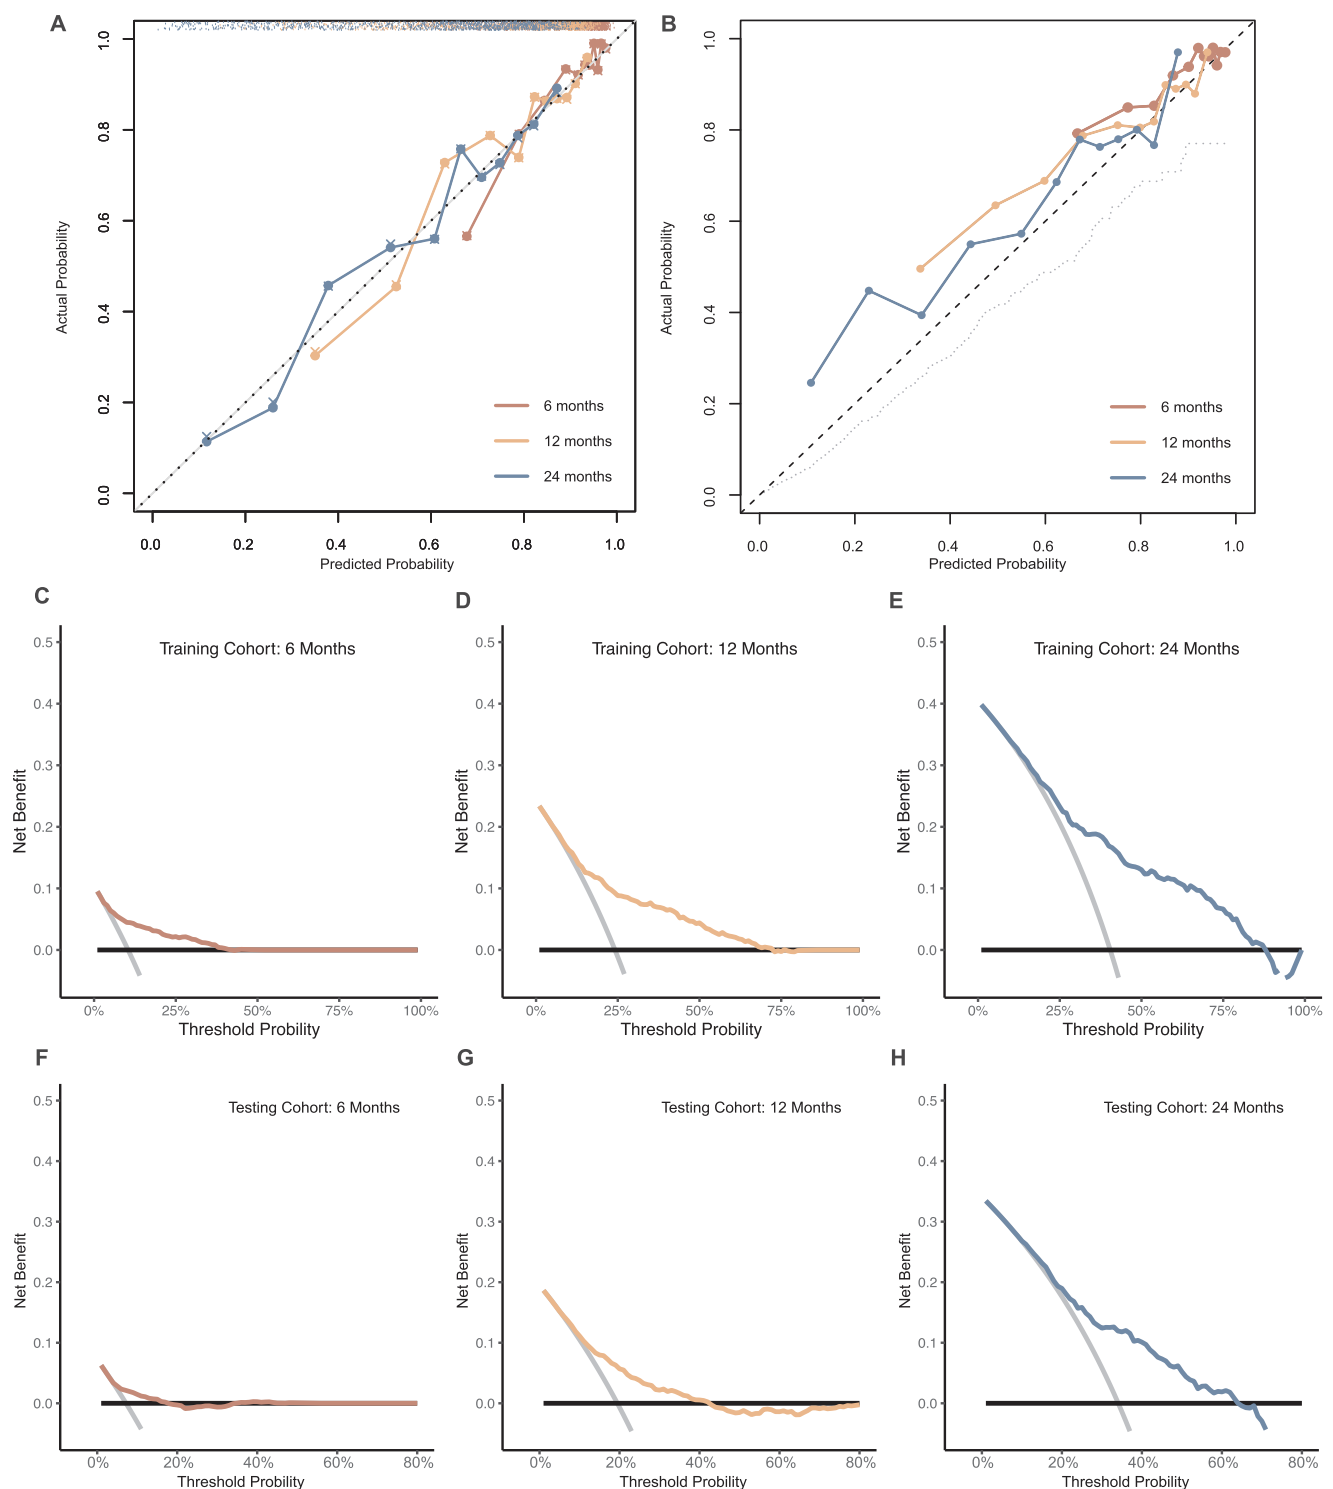 A
B
1.0
0.8
0.6
0.4
0.2
0.0
Actual Probability
6 months
12 months
24 months
0.0 0.2 0.4 0.6 0.8 1.0
Predicted Probability
1.0
0.8
0.6
0.4
0.2
0.0
Actual Probability
6 months
12 months
24 months
0.0 0.2 0.4 0.6 0.8 1.0
Predicted Probability
C
Training Cohort: 6 Months
0.5
0.4
0.3
0.2
0.1
0.0
Net Benefit
0% 25% 50% 75% 100%
Threshold Probility
D
Training Cohort: 12 Months
0.5
0.4
0.3
0.2
0.1
0.0
Net Benefit
0% 25% 50% 75% 100%
Threshold Probility
E
Training Cohort: 24 Months
0.5
0.4
0.3
0.2
0.1
0.0
Net Benefit
0% 25% 50% 75% 100%
Threshold Probility
F
Testing Cohort: 6 Months
0.5
0.4
0.3
0.2
0.1
0.0
Net Benefit
0% 20% 40% 60% 80%
Threshold Probility
G
Testing Cohort: 12 Months
0.5
0.4
0.3
0.2
0.1
0.0
Net Benefit
0% 20% 40% 60% 80%
Threshold Probility
H
Testing Cohort: 24 Months
0.5
0.4
0.3
0.2
0.1
0.0
Net Benefit
0% 20% 40% 60% 80%
Threshold Probility